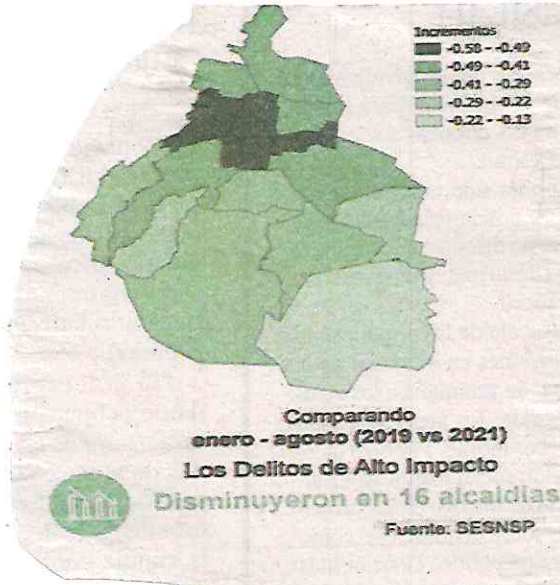 Incrementos
-0.58 - -0.49
-0.49 - -0.41
-0.41 - -0.29
-0.29 - -0.22
-0.22 - -0.13
Comparando
enero - agosto (2019 vs 2021)
Los Delitos de Alto Impacto
Disminuyeron en 16 alcaldías
Fuente: SESNSP